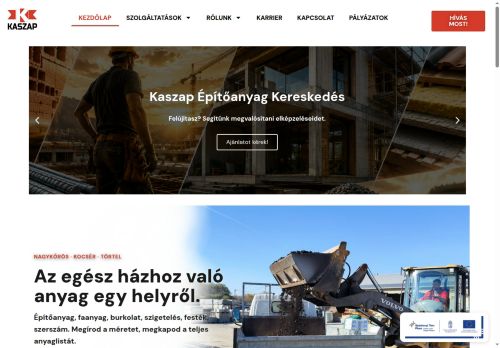 KASZAP
KEZDŐLAP SZOLGÁLTATÁSOK RÓLUNK KARRIER KAPCSOLAT PÁLYÁZATOK
HÍVÁS
MOST!
Kaszap Építőanyag Kereskedés
Felújítasz? Segítünk megvalósítani elképzeléseidet.
Ajánlatot kérek!
NAGYKŐRÖS · KOCSÉR · TÖRTEL
Az egész házhoz való
anyag egy helyről.
Építőanyag, faanyag, burkolat, szigetelés, festék,
szerszám. Megírod a méretet, megkapod a teljes
anyaglistát.
VOLVO